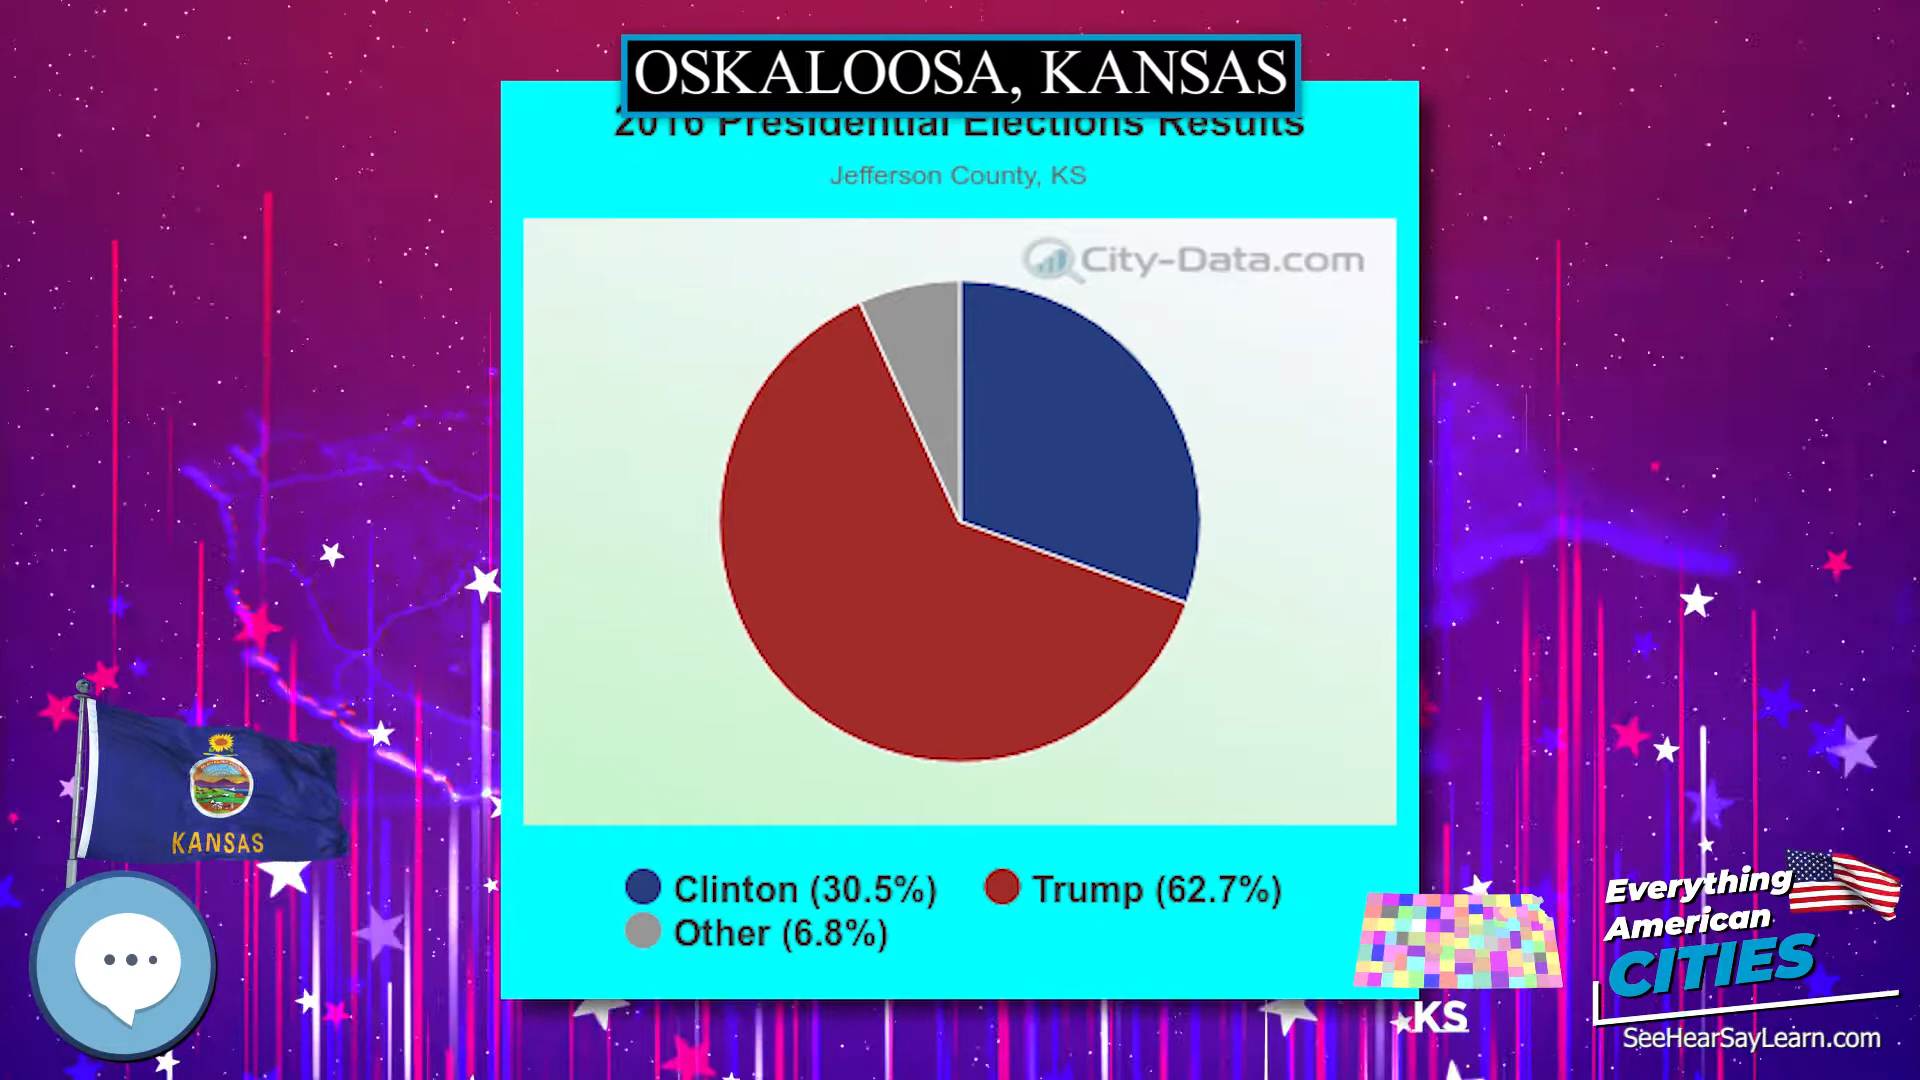 OSKALOOSA, KANSAS
2016 Presidential Elections Results
Jefferson County, KS
City-Data.com
Clinton (30.5%)
Trump (62.7%)
Other (6.8%)
KANSAS
KS
Everything
American
CITIES
SeeHearSayLearn.com